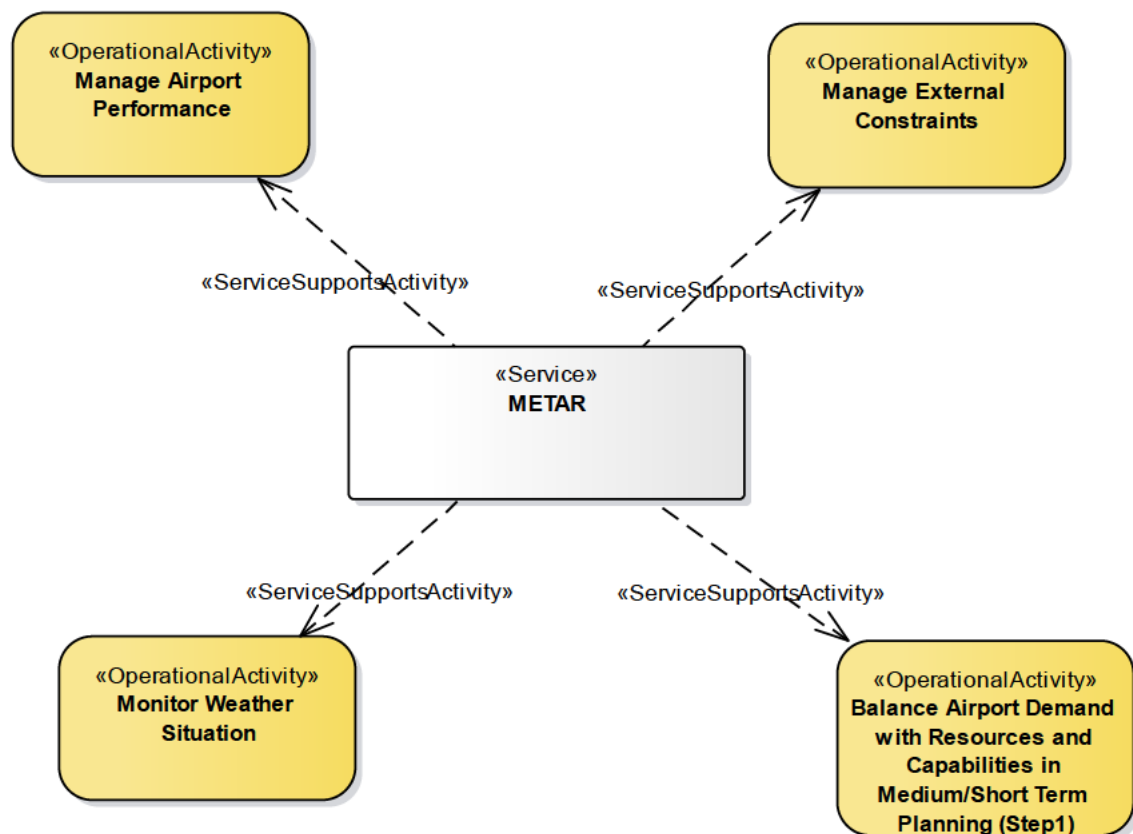 «OperationalActivity»
Manage Airport
Performance
«OperationalActivity»
Manage External
Constraints
«ServiceSupportsActivity»
«ServiceSupportsActivity»
«Service»
METAR
«ServiceSupportsActivity»
«ServiceSupportsActivity»
«OperationalActivity»
Monitor Weather
Situation
«OperationalActivity»
Balance Airport Demand
with Resources and
Capabilities in
Medium/Short Term
Planning (Step1)